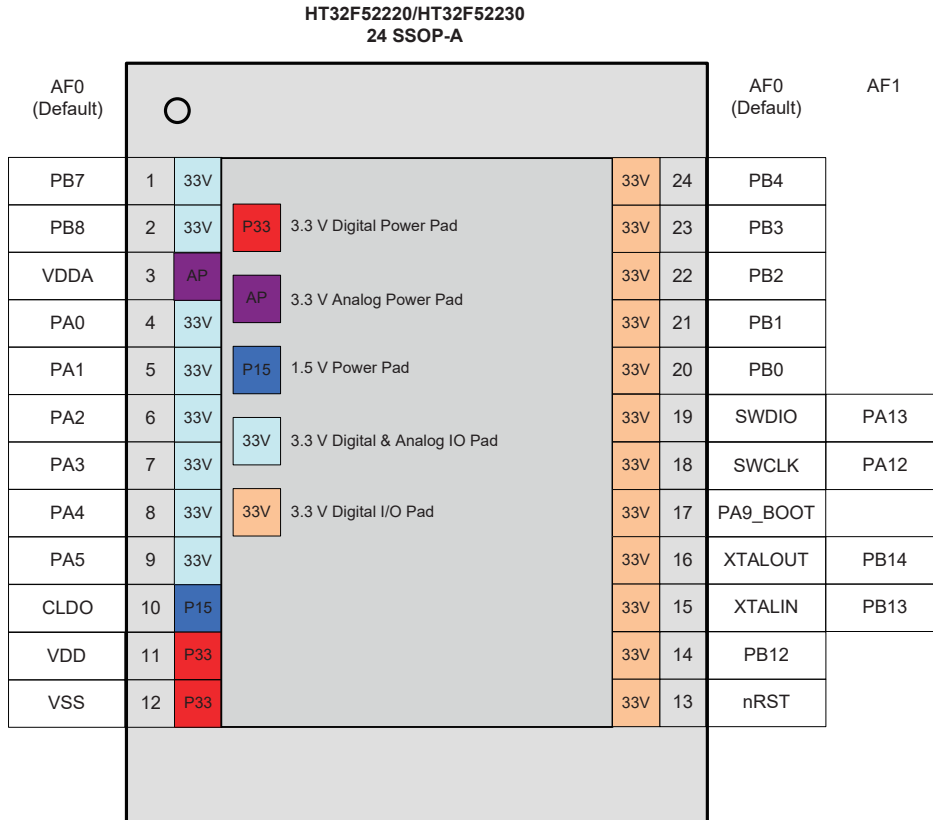 HT32F52220/HT32F52230
24 SSOP-A
AF0
(Default)
AF0
(Default)
AF1
PB7 1 33V 33V 24 PB4
PB8 2 33V P33 3.3 V Digital Power Pad 33V 23 PB3
VDDA 3 AP AP 3.3 V Analog Power Pad 33V 22 PB2
PA0 4 33V 33V 21 PB1
PA1 5 33V P15 1.5 V Power Pad 33V 20 PB0
PA2 6 33V 33V 3.3 V Digital & Analog IO Pad 33V 19 SWDIO PA13
PA3 7 33V 33V 18 SWCLK PA12
PA4 8 33V 33V 3.3 V Digital I/O Pad 33V 17 PA9_BOOT
PA5 9 33V 33V 16 XTALOUT PB14
CLDO 10 P15 33V 15 XTALIN PB13
VDD 11 P33 33V 14 PB12
VSS 12 P33 33V 13 nRST